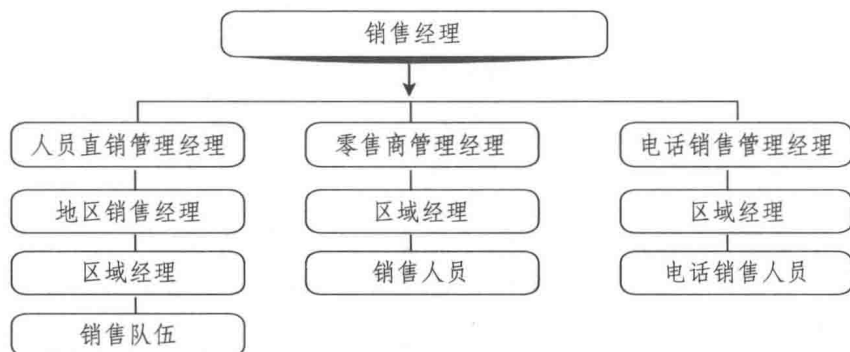 销售经理
人员直销管理经理 零售商管理经理 电话销售管理经理
地区销售经理 区域经理 区域经理
区域经理 销售人员 电话销售人员
销售队伍